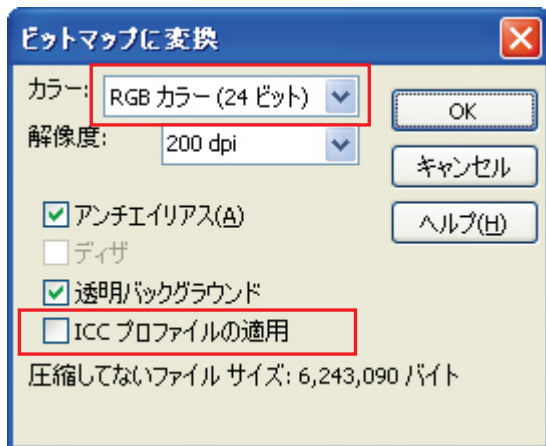 ビットマップに変換
カラー: RGB カラー (24 ビット)
OK
解像度: 200 dpi
キャンセル
アンチエイリアス(A)
ヘルプ(H)
ディザ
透明バックグラウンド
ICC プロファイルの適用
圧縮してないファイル サイズ: 6,243,090 バイト